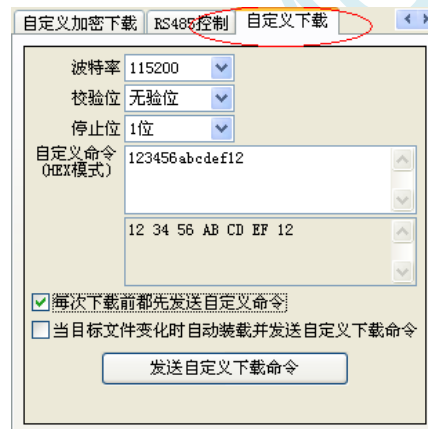 自定义加密下载 RS485控制 自定义下载
波特率 115200
校验位 无验位
停止位 1位
自定义命令 123456abcdef12
(HEX模式)
12 34 56 AB CD EF 12
每次下载前都先发送自定义命令
当目标文件变化时自动装载并发送自定义下载命令
发送自定义下载命令